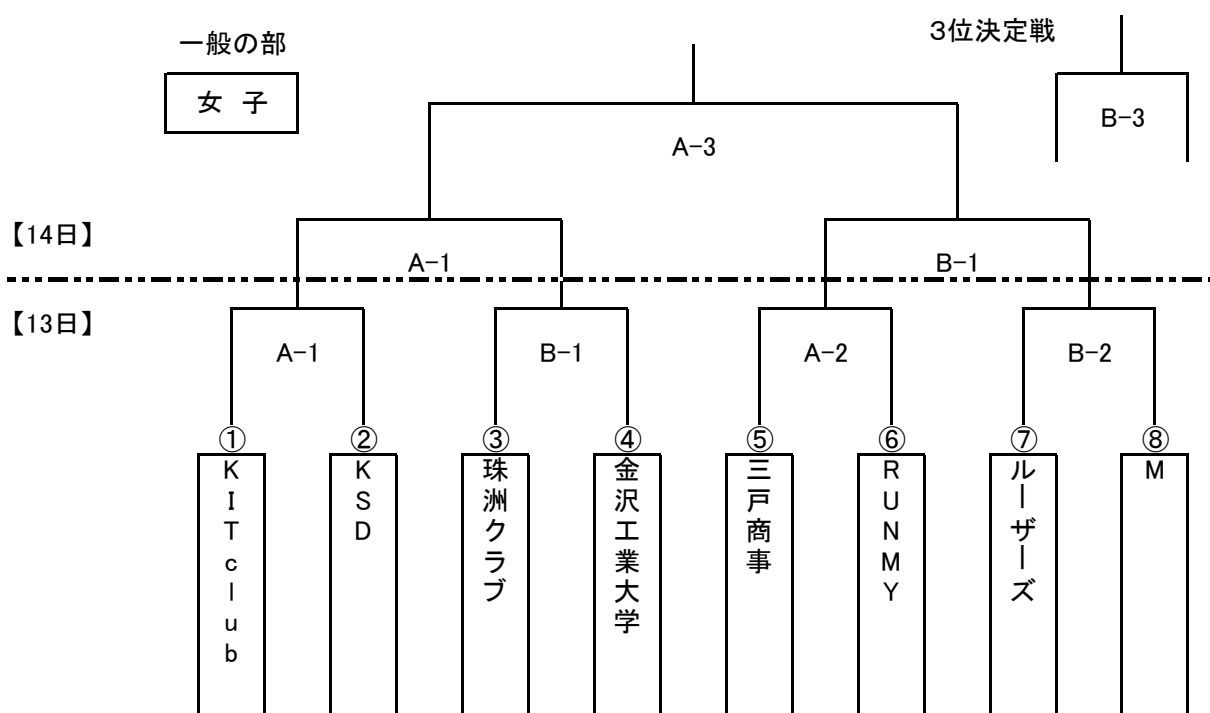 一般の部
女 子
3位決定戦
B-3
A-3
【14日】
A-1
B-1
【13日】
A-1
B-1
A-2
B-2
①
②
③
④
⑤
⑥
⑦
⑧
KITclub
KSD
珠洲クラブ
金沢工業大学
三戸商事
RUNMY
ルーザーズ
M